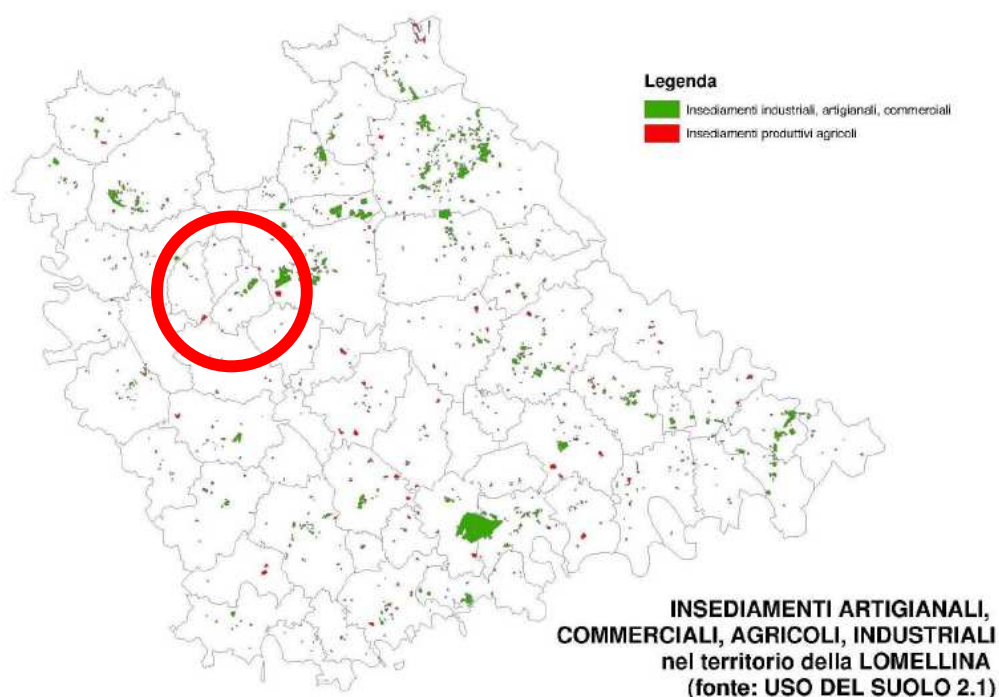 Legenda
Insediamenti industriali, artigianali, commerciali
Insediamenti produttivi agricoli
INSEDIAMENTI ARTIGIANALI,
COMMERCIALI, AGRICOLI, INDUSTRIALI
nel territorio della LOMELLINA
(fonte: USO DEL SUOLO 2.1)